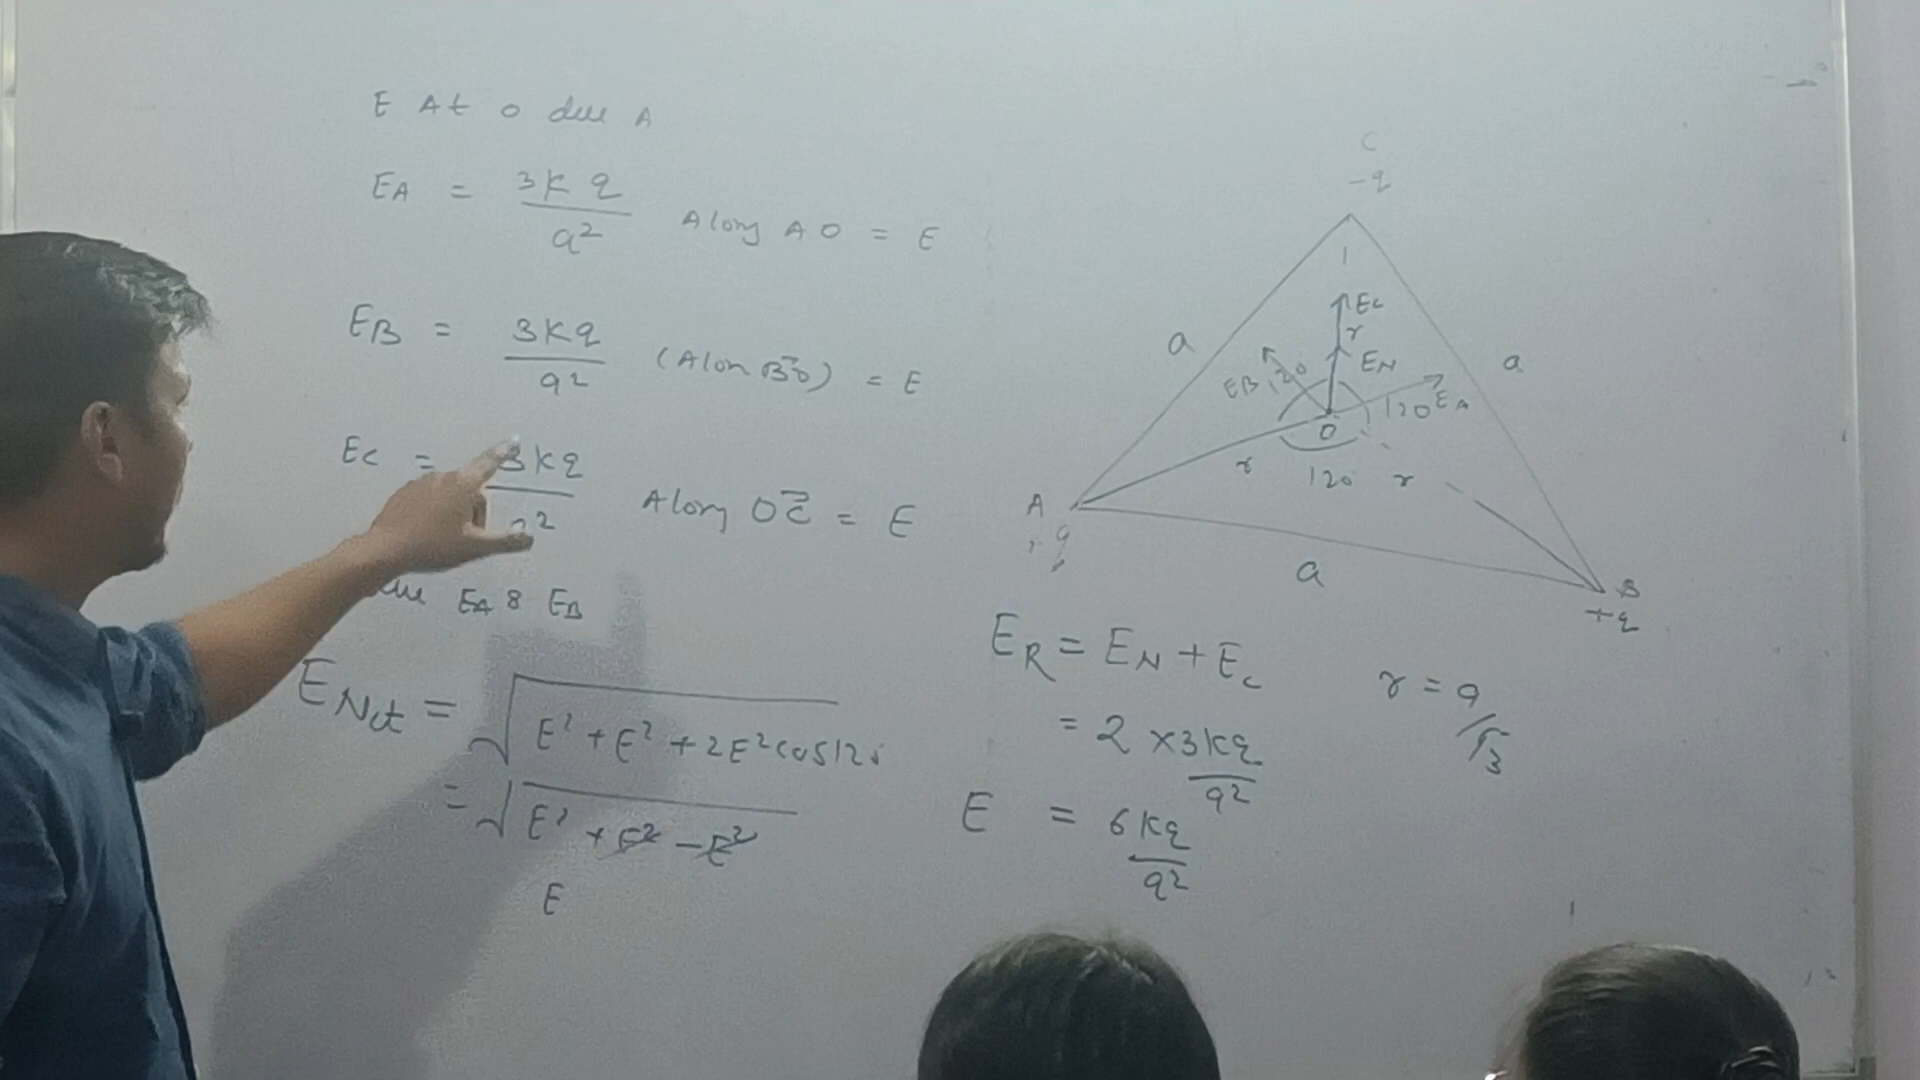 E At O due A
EA = 3Kq / a² Along AO = E
EB = 3Kq / a² (Alon BO) = E
Ec = 3Kq / a² Along OC = E
due EA & EB
ENet = √E² + E² + 2E² cos120
= √E² + E² - E²
E
C
-q
Ec
r
EN
a
a
EB
120
120
EA
O
r
120
r
A
q
a
B
+q
ER = EN + Ec
= 2 x 3Kq / a²
E = 6Kq / a²
r = a / √3